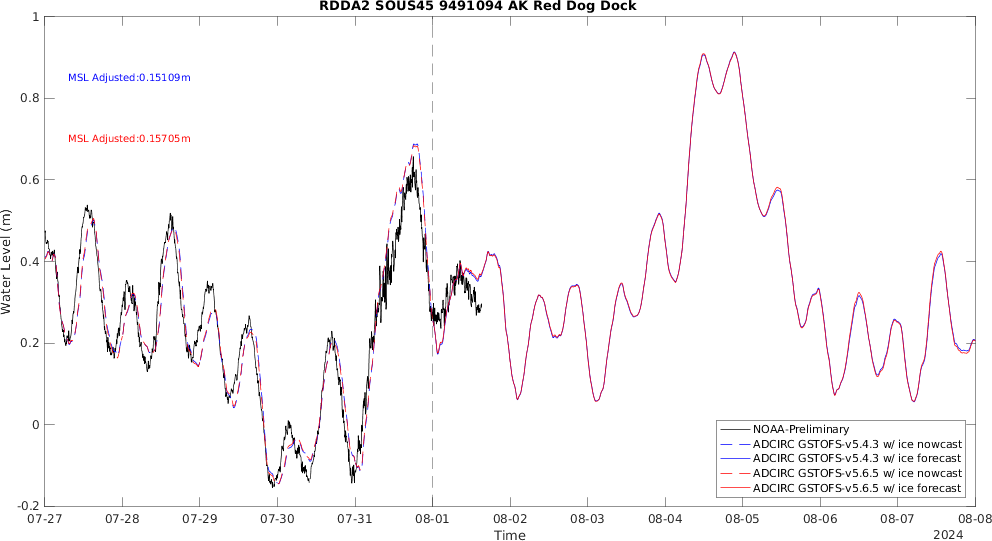 RDDA2 SOUS45 9491094 AK Red Dog Dock
1
0.8
0.6
0.4
0.2
0
-0.2
Water Level (m)
MSL Adjusted:0.15109m
MSL Adjusted:0.15705m
NOAA-Preliminary
ADCIRC GSTOFS-v5.4.3 w/ ice nowcast
ADCIRC GSTOFS-v5.4.3 w/ ice forecast
ADCIRC GSTOFS-v5.6.5 w/ ice nowcast
ADCIRC GSTOFS-v5.6.5 w/ ice forecast
07-27 07-28 07-29 07-30 07-31 08-01 08-02 08-03 08-04 08-05 08-06 08-07 08-08
Time
2024